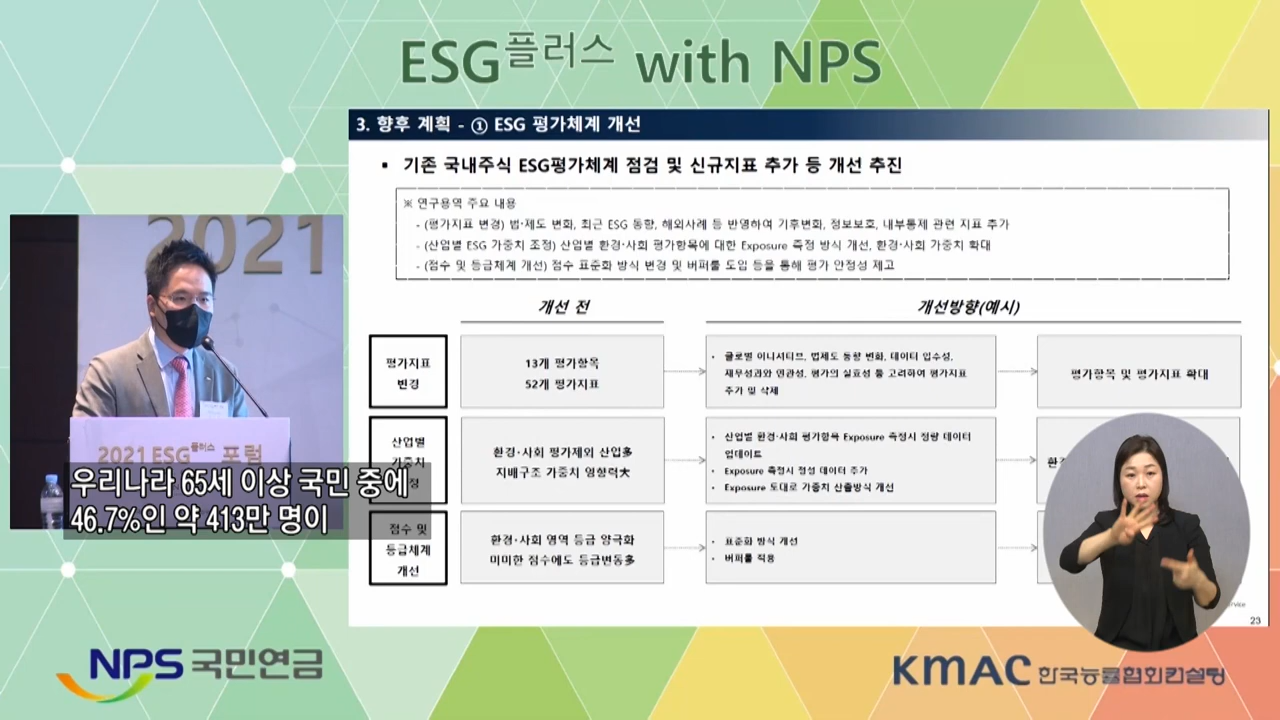 ESG플러스 with NPS
3. 향후 계획 - ① ESG 평가체계 개선
▪ 기존 국내주식 ESG평가체계 점검 및 신규지표 추가 등 개선 추진
※ 연구용역 주요 내용
- (평가지표 변경) 법·제도 변화, 최근 ESG 동향, 해외사례 등 반영하여 기후변화, 정보보호, 내부통제 관련 지표 추가
- (산업별 ESG 가중치 조정) 산업별 환경·사회 평가항목에 대한 Exposure 측정 방식 개선, 환경·사회 가중치 확대
- (점수 및 등급체계 개선) 점수 표준화 방식 변경 및 버퍼룰 도입 등을 통해 평가 안정성 제고
개선 전
개선방향(예시)
평가지표
변경
13개 평가항목
52개 평가지표
• 글로벌 이니셔티브, 법제도 동향 변화, 데이터 입수성,
재무성과와 연관성, 평가의 실효성 등 고려하여 평가지표
추가 및 삭제
평가항목 및 평가지표 확대
산업별
가중치
환경·사회 평가제외 산업多
지배구조 가중치 영향력大
• 산업별 환경·사회 평가항목 Exposure 측정시 정량 데이터
업데이트
• Exposure 측정시 정성 데이터 추가
• Exposure 토대로 가중치 산출방식 개선
점수 및
등급체계
개선
환경·사회 영역 등급 양극화
미미한 점수에도 등급변동多
• 표준화 방식 개선
• 버퍼룰 적용
23
2021
2021 ESG플러스 포럼
우리나라 65세 이상 국민 중에
46.7%인 약 413만 명이
NPS 국민연금
KMAC 한국능률협회컨설팅